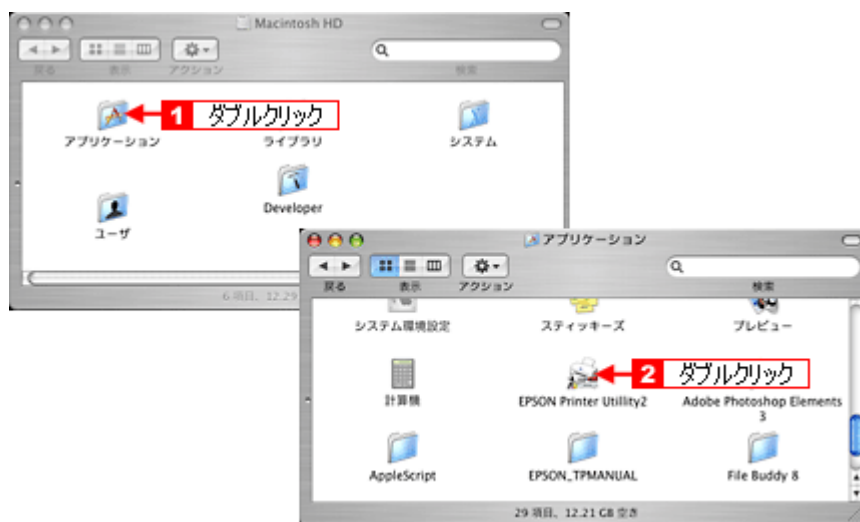 Macintosh HD
戻る 表示 アクション 検索
1 ダブルクリック
アプリケーション ライブラリ システム
ユーザ Developer
6 項目、12.29
アプリケーション
戻る 表示 アクション 検索
システム環境設定 スティッキーズ プレビュー
2 ダブルクリック
計算機 EPSON Printer Utillity2 Adobe Photoshop Elements
3
AppleScript EPSON_TPMANUAL File Buddy 8
29 項目、12.21 GB 空き